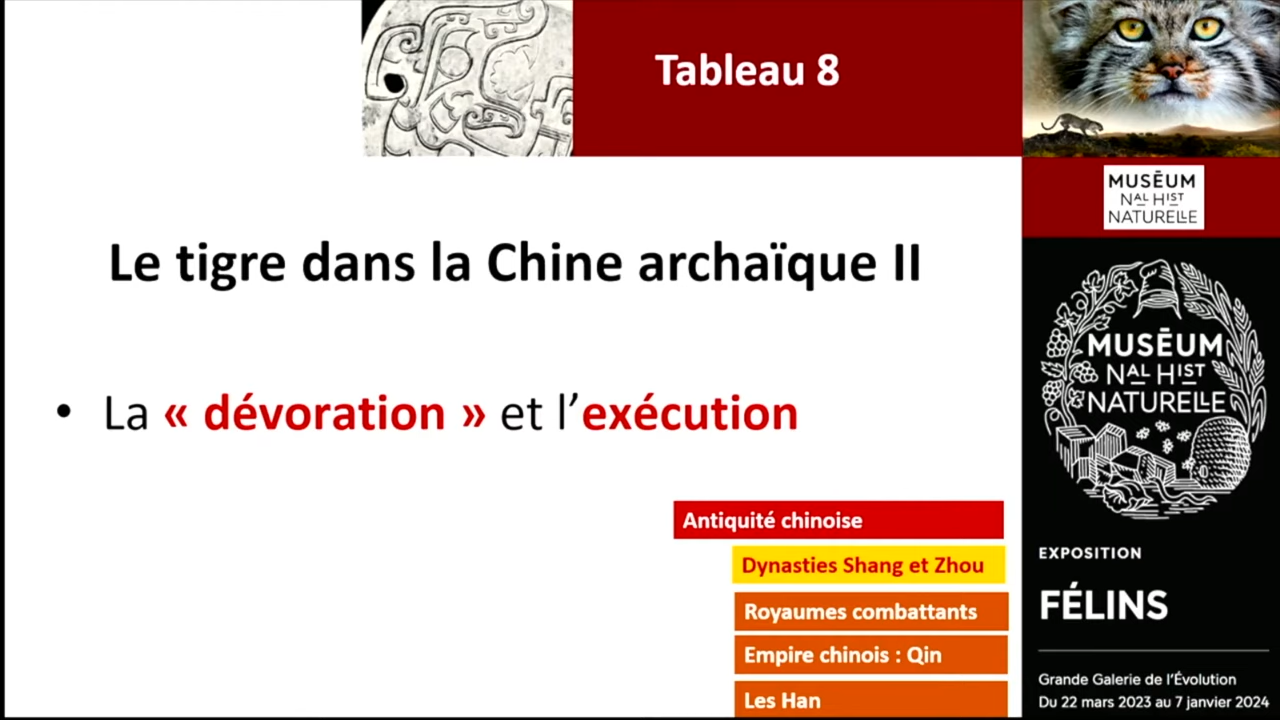 Tableau 8
MUSĒUM
NAL HIST
NATURELLE
Le tigre dans la Chine archaïque II
• La « dévoration » et l’exécution
Antiquité chinoise
Dynasties Shang et Zhou
Royaumes combattants
Empire chinois : Qin
Les Han
MUSĒUM
NAL HIST
NATURELLE
EXPOSITION
FÉLINS
Grande Galerie de l’Évolution
Du 22 mars 2023 au 7 janvier 2024